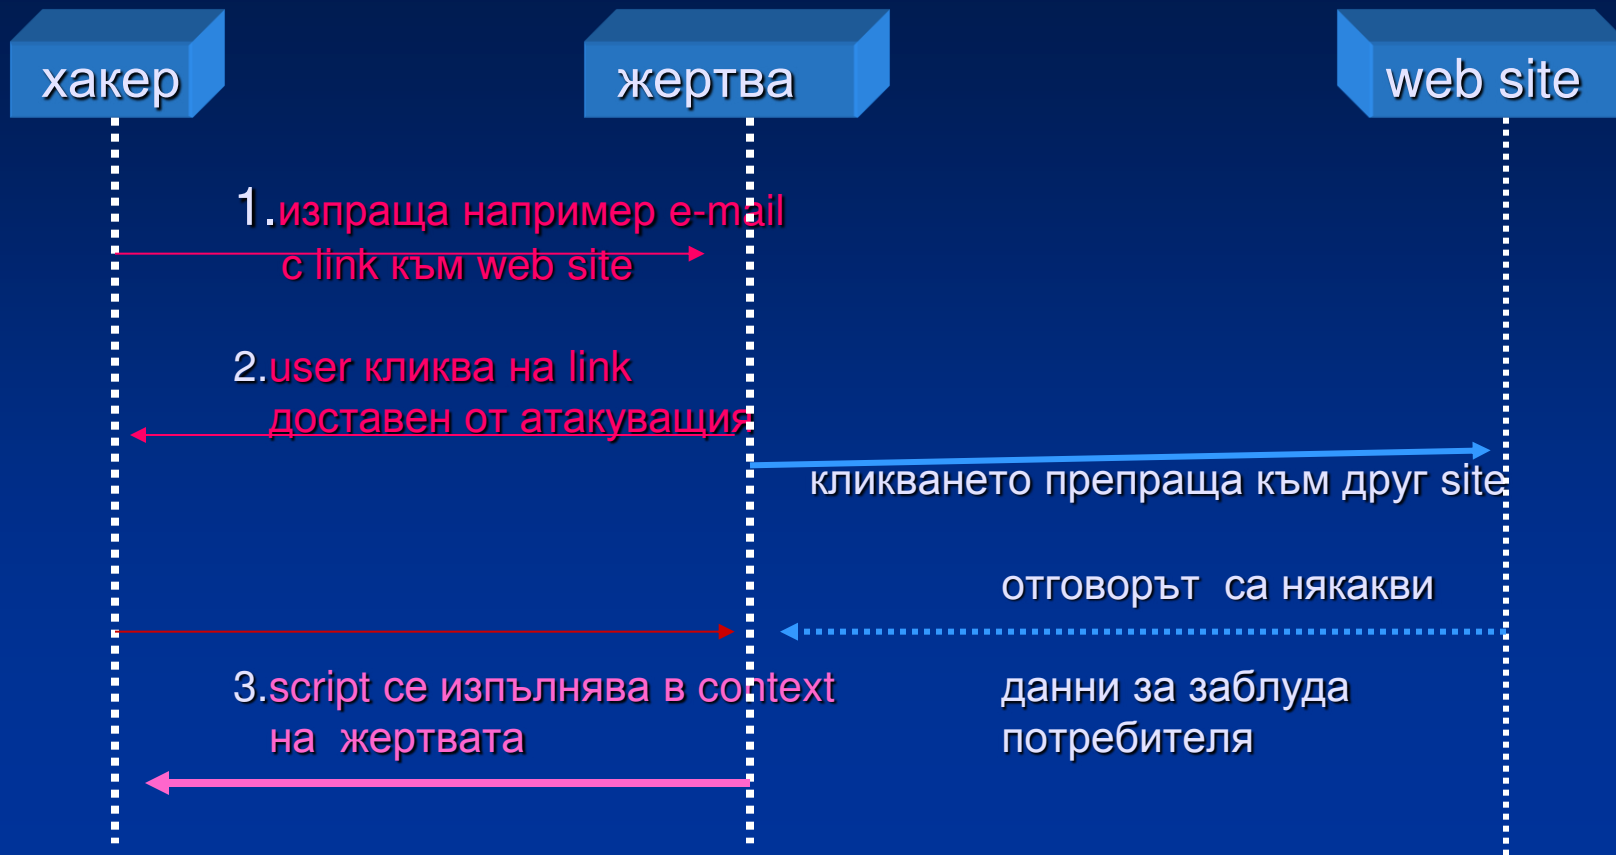 хакер
жертва
web site
1.изпраща например e-mail
с link към web site
2.user кликва на link
доставен от атакуващия
кликването препраща към друг site
отговорът са някакви
3.script се изпълнява в context
на жертвата
данни за заблуда
потребителя